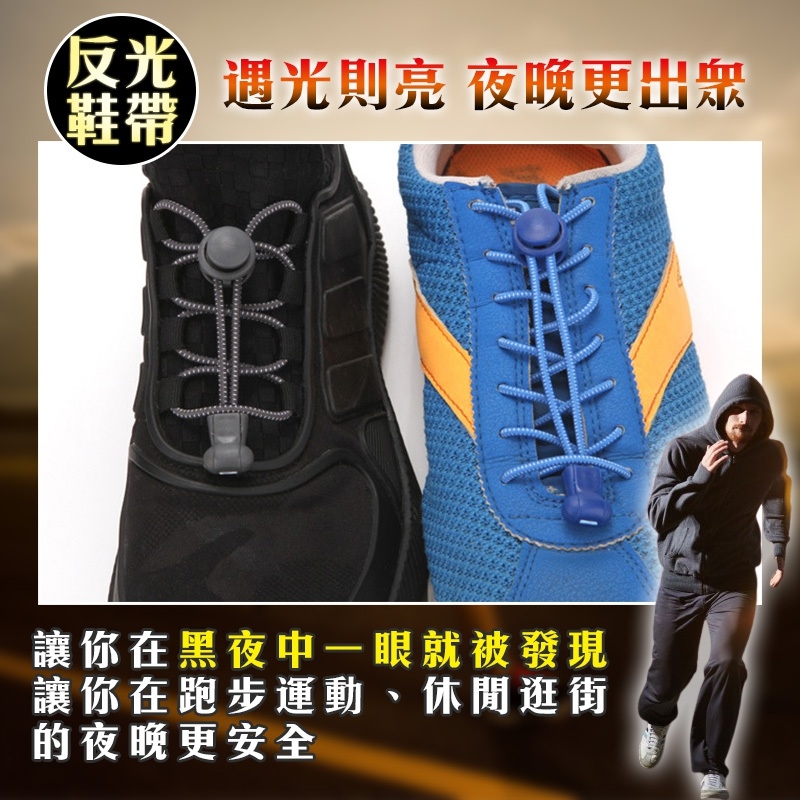 反光
鞋帶
遇光則亮 夜晚更出眾
讓你在黑夜中一眼就被發現
讓你在跑步運動、休閒逛街
的夜晚更安全